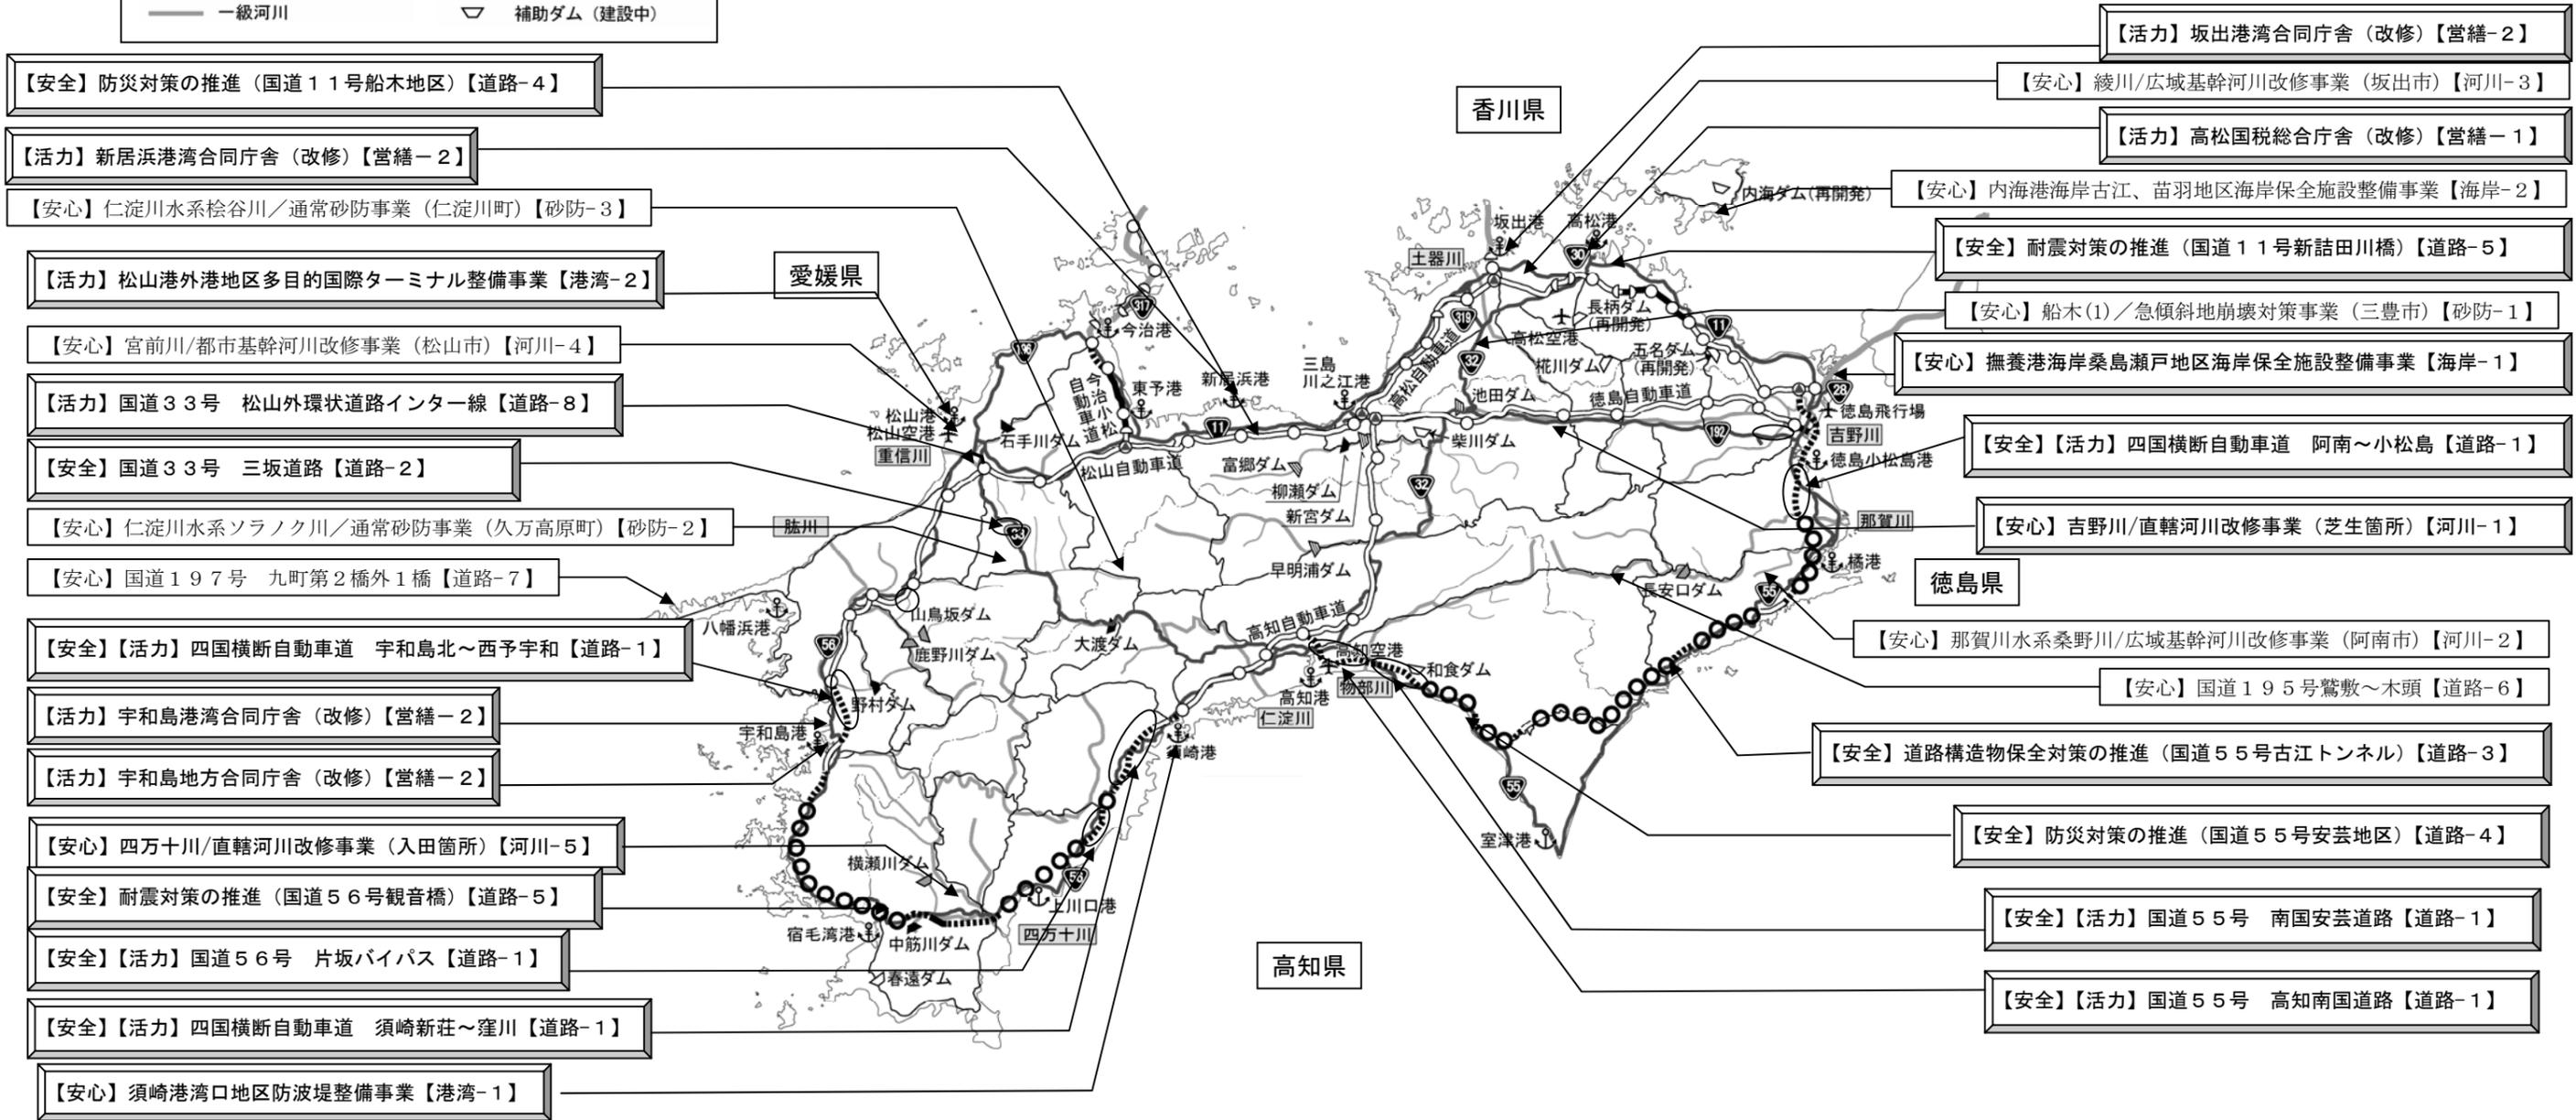 一級河川
補助ダム（建設中）
【安全】防災対策の推進（国道１１号船木地区）【道路-４】
【活力】新居浜港湾合同庁舎（改修）【営繕－２】
【安心】仁淀川水系桧谷川／通常砂防事業（仁淀川町）【砂防-３】
【活力】松山港外港地区多目的国際ターミナル整備事業【港湾-２】
【安心】宮前川/都市基幹河川改修事業（松山市）【河川-４】
【活力】国道３３号　松山外環状道路インター線【道路-８】
【安全】国道３３号　三坂道路【道路-２】
【安心】仁淀川水系ソラノク川／通常砂防事業（久万高原町）【砂防-２】
【安心】国道１９７号　九町第２橋外１橋【道路-７】
【安全】【活力】四国横断自動車道　宇和島北～西予宇和【道路-１】
【活力】宇和島港湾合同庁舎（改修）【営繕－２】
【活力】宇和島地方合同庁舎（改修）【営繕－２】
【安心】四万十川/直轄河川改修事業（入田箇所）【河川-５】
【安全】耐震対策の推進（国道５６号観音橋）【道路-５】
【安全】【活力】国道５６号　片坂バイパス【道路-１】
【安全】【活力】四国横断自動車道　須崎新荘～窪川【道路-１】
【安心】須崎港湾口地区防波堤整備事業【港湾-１】
愛媛県
香川県
徳島県
高知県
坂出港
高松港
内海ダム(再開発)
土器川
30
317
今治港
196
319
長柄ダム
(再開発)
11
高松空港
高松自動車道
32
椛川ダム
五名ダム
(再開発)
三島
川之江港
新居浜港
東予港
今治小松
自動車道
池田ダム
徳島自動車道
28
徳島飛行場
松山港
松山空港
石手川ダム
11
柴川ダム
192
吉野川
重信川
松山自動車道
富郷ダム
徳島小松島港
柳瀬ダム
32
新宮ダム
那賀川
肱川
33
早明浦ダム
橘港
長安口ダム
55
八幡浜港
山鳥坂ダム
大渡ダム
高知自動車道
56
鹿野川ダム
高知空港
和食ダム
物部川
高知港
野村ダム
仁淀川
宇和島港
須崎港
55
室津港
横瀬川ダム
56
上川口港
宿毛湾港
中筋川ダム
四万十川
春遠ダム
【活力】坂出港湾合同庁舎（改修）【営繕-２】
【安心】綾川/広域基幹河川改修事業（坂出市）【河川-３】
【活力】高松国税総合庁舎（改修）【営繕－１】
【安心】内海港海岸古江、苗羽地区海岸保全施設整備事業【海岸-２】
【安全】耐震対策の推進（国道１１号新詰田川橋）【道路-５】
【安心】船木(1)／急傾斜地崩壊対策事業（三豊市）【砂防-１】
【安心】撫養港海岸桑島瀬戸地区海岸保全施設整備事業【海岸-１】
【安全】【活力】四国横断自動車道　阿南～小松島【道路-１】
【安心】吉野川/直轄河川改修事業（芝生箇所）【河川-１】
【安心】那賀川水系桑野川/広域基幹河川改修事業（阿南市）【河川-２】
【安心】国道１９５号鷲敷～木頭【道路-６】
【安全】道路構造物保全対策の推進（国道５５号古江トンネル）【道路-３】
【安全】防災対策の推進（国道５５号安芸地区）【道路-４】
【安全】【活力】国道５５号　南国安芸道路【道路-１】
【安全】【活力】国道５５号　高知南国道路【道路-１】